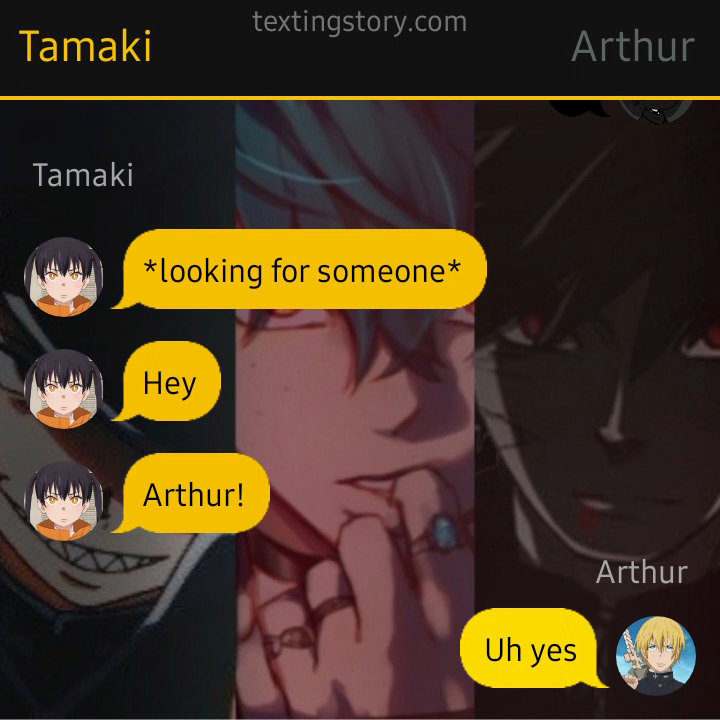 textingstory.com
Tamaki
Arthur
Tamaki
*looking for someone*
Hey
Arthur!
Arthur
Uh yes